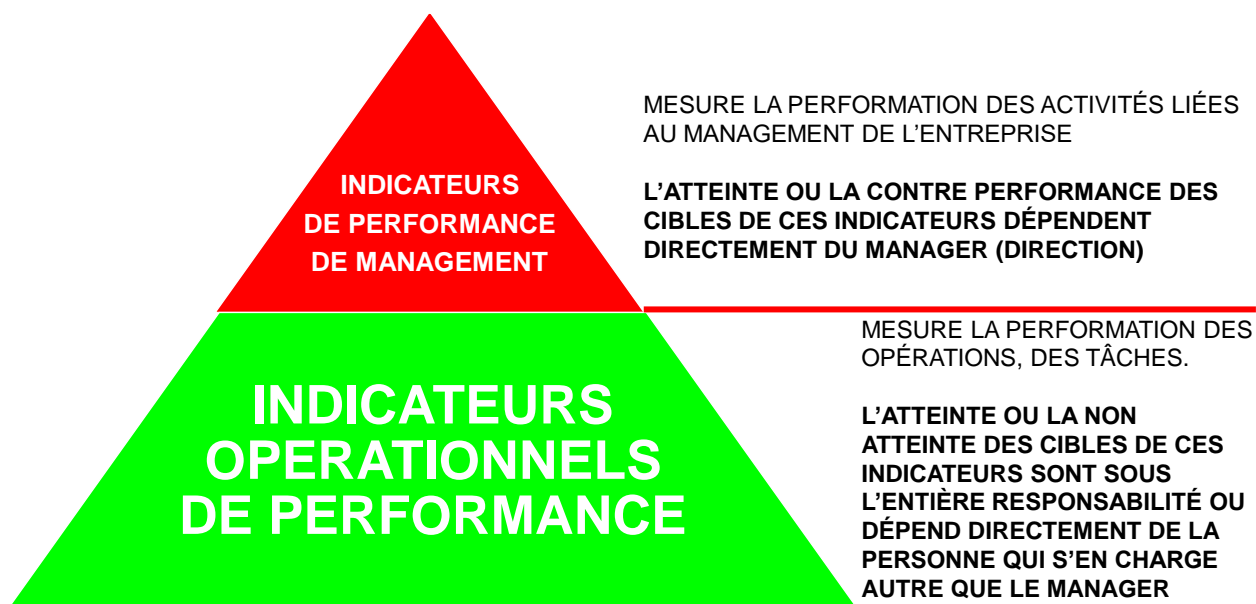 INDICATEURS
DE PERFORMANCE
DE MANAGEMENT
MESURE LA PERFORMATION DES ACTIVITÉS LIÉES
AU MANAGEMENT DE L’ENTREPRISE
L’ATTEINTE OU LA CONTRE PERFORMANCE DES
CIBLES DE CES INDICATEURS DÉPENDENT
DIRECTEMENT DU MANAGER (DIRECTION)
INDICATEURS
OPERATIONNELS
DE PERFORMANCE
MESURE LA PERFORMATION DES
OPÉRATIONS, DES TÂCHES.
L’ATTEINTE OU LA NON
ATTEINTE DES CIBLES DE CES
INDICATEURS SONT SOUS
L’ENTIÈRE RESPONSABILITÉ OU
DÉPEND DIRECTEMENT DE LA
PERSONNE QUI S’EN CHARGE
AUTRE QUE LE MANAGER